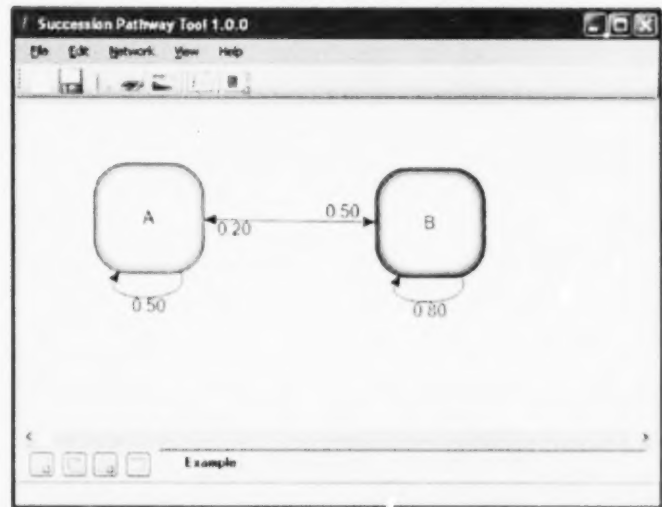 Succession Pathway Tool 1.0.0
File Edit Network View Help
A
B
0.50
0.20
0.50
0.80
Example